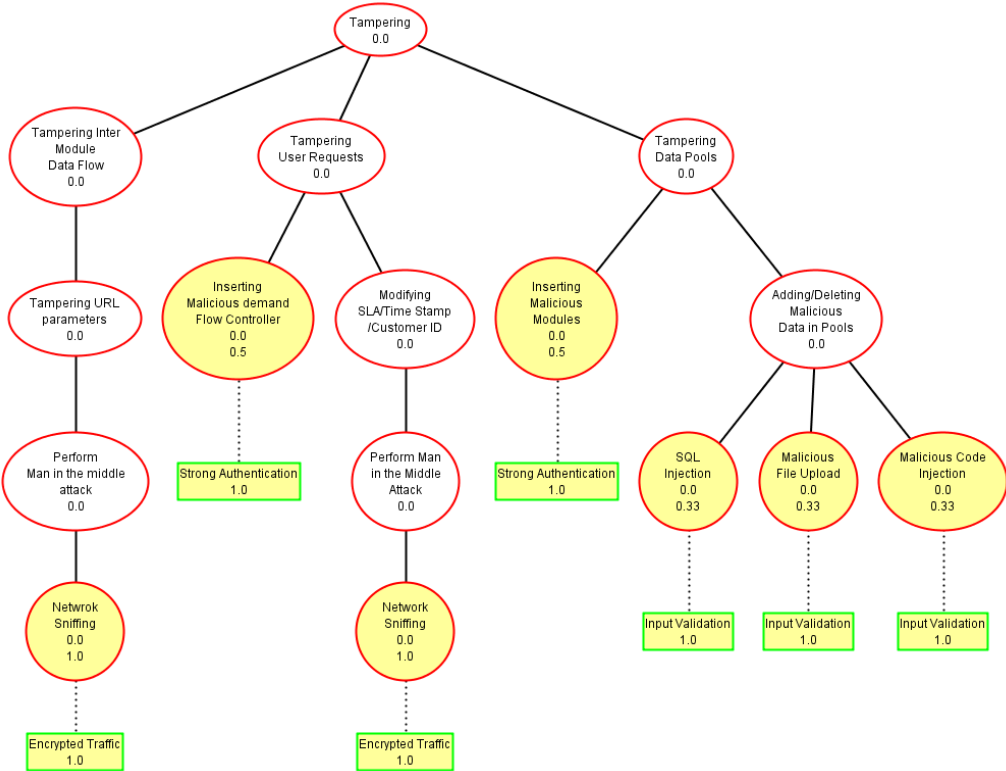 Tampering
0.0
Tampering Inter
Module
Data Flow
0.0
Tampering
User Requests
0.0
Tampering
Data Pools
0.0
Tampering URL
parameters
0.0
Inserting
Malicious demand
Flow Controller
0.0
0.5
Modifying
SLA/Time Stamp
/Customer ID
0.0
Inserting
Malicious
Modules
0.0
0.5
Adding/Deleting
Malicious
Data in Pools
0.0
Perform
Man in the middle
attack
0.0
Strong Authentication
1.0
Perform Man
in the Middle
Attack
0.0
Strong Authentication
1.0
SQL
Injection
0.0
0.33
Malicious
File Upload
0.0
0.33
Malicious Code
Injection
0.0
0.33
Netwrok
Sniffing
0.0
1.0
Network
Sniffing
0.0
1.0
Input Validation
1.0
Input Validation
1.0
Input Validation
1.0
Encrypted Traffic
1.0
Encrypted Traffic
1.0